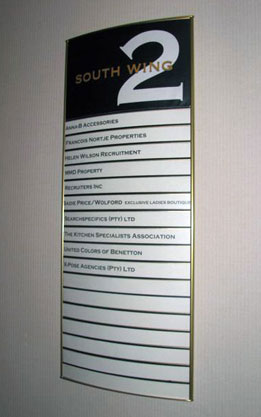 2
SOUTH WING
ANNA-B ACCESSORIES
FRANCOIS NORTJE PROPERTIES
HELEN WILSON RECRUITMENT
MMD PROPERTY
RECRUITERS INC
SADIE PRICE/WOLFORD EXCLUSIVE LADIES BOUTIQUE
SEARCHSPECIFICS (PTY) LTD
THE KITCHEN SPECIALISTS ASSOCIATION
UNITED COLORS OF BENETTON
X-POSE AGENCIES (PTY) LTD